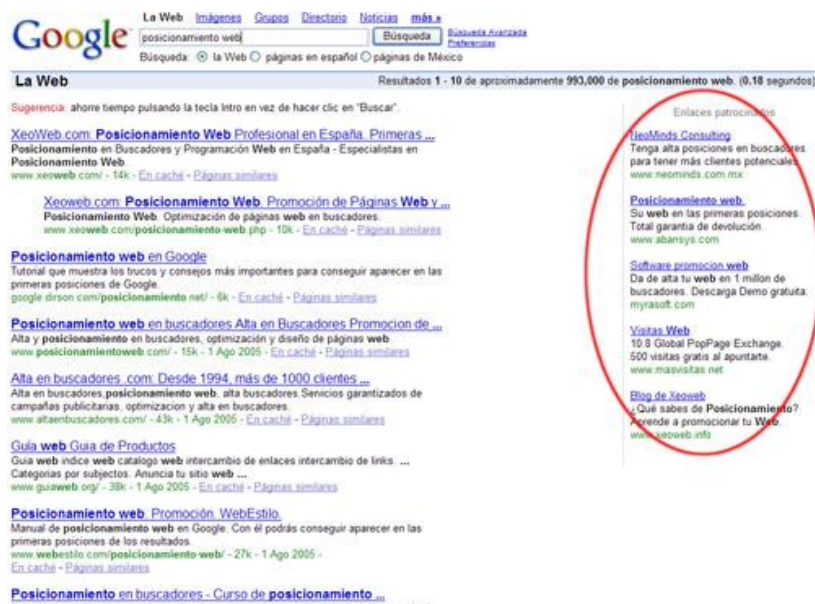 Google
La Web Imágenes Grupos Directorio Noticias más »
posicionamiento web Búsqueda Búsqueda Avanzada
Preferencias
Búsqueda: la Web páginas en español páginas de México
La Web Resultados 1 - 10 de aproximadamente 993,000 de posicionamiento web. (0.18 segundos)
Sugerencia: ahorre tiempo pulsando la tecla Intro en vez de hacer clic en "Buscar".
XeoWeb.com: Posicionamiento Web Profesional en España. Primeras ...
Posicionamiento en Buscadores y Programación Web en España - Especialistas en
Posicionamiento Web
www.xeoweb.com/ - 14k - En caché - Páginas similares
Xeoweb.com: Posicionamiento Web. Promoción de Páginas Web y ...
Posicionamiento Web. Optimización de páginas web en buscadores.
www.xeoweb.com/posicionamiento-web.php - 10k - En caché - Páginas similares
Posicionamiento web en Google
Tutorial que muestra los trucos y consejos más importantes para conseguir aparecer en las
primeras posiciones de Google.
google.dirson.com/posicionamiento.net/ - 6k - En caché - Páginas similares
Posicionamiento web en buscadores Alta en Buscadores Promocion de ...
Alta y posicionamiento en buscadores, optimización y diseño de páginas web.
www.posicionamientoweb.com/ - 15k - 1 Ago 2005 - En caché - Páginas similares
Alta en buscadores .com: Desde 1994, más de 1000 clientes ...
Alta en buscadores,posicionamiento web, alta buscadores.Servicios garantizados de
campañas publicitarias, optimizacion y alta en buscadores.
www.altaenbuscadores.com/ - 43k - 1 Ago 2005 - En caché - Páginas similares
Guía web Guia de Productos
Guia web indice web catalogo web intercambio de enlaces intercambio de links. ...
Categorias por subjectos. Anuncia tu sitio web ...
www.guiaweb.org/ - 38k - 1 Ago 2005 - En caché - Páginas similares
Posicionamiento web. Promoción. WebEstilo.
Manual de posicionamiento web en Google. Con él podrás conseguir aparecer en las
primeras posiciones de los resultados.
www.webestilo.com/posicionamiento-web/ - 27k - 1 Ago 2005 -
En caché - Páginas similares
Posicionamiento en buscadores - Curso de posicionamiento ...
Enlaces patrocinados
NeoMinds Consulting
Tenga alta posiciones en buscadores
para tener más clientes potenciales
www.neominds.com.mx
Posicionamiento web.
Su web en las primeras posiciones.
Total garantia de devolución.
www.abansys.com
Software promocion web
Da de alta tu web en 1 millon de
buscadores. Descarga Demo gratuita.
myrasoft.com
Visitas Web
10:8 Global PopPage Exchange.
500 visitas gratis al apuntarte.
www.masvisitas.net
Blog de Xeoweb
¿Qué sabes de Posicionamiento?
Aprende a promocionar tu Web.
www.xeoweb.info